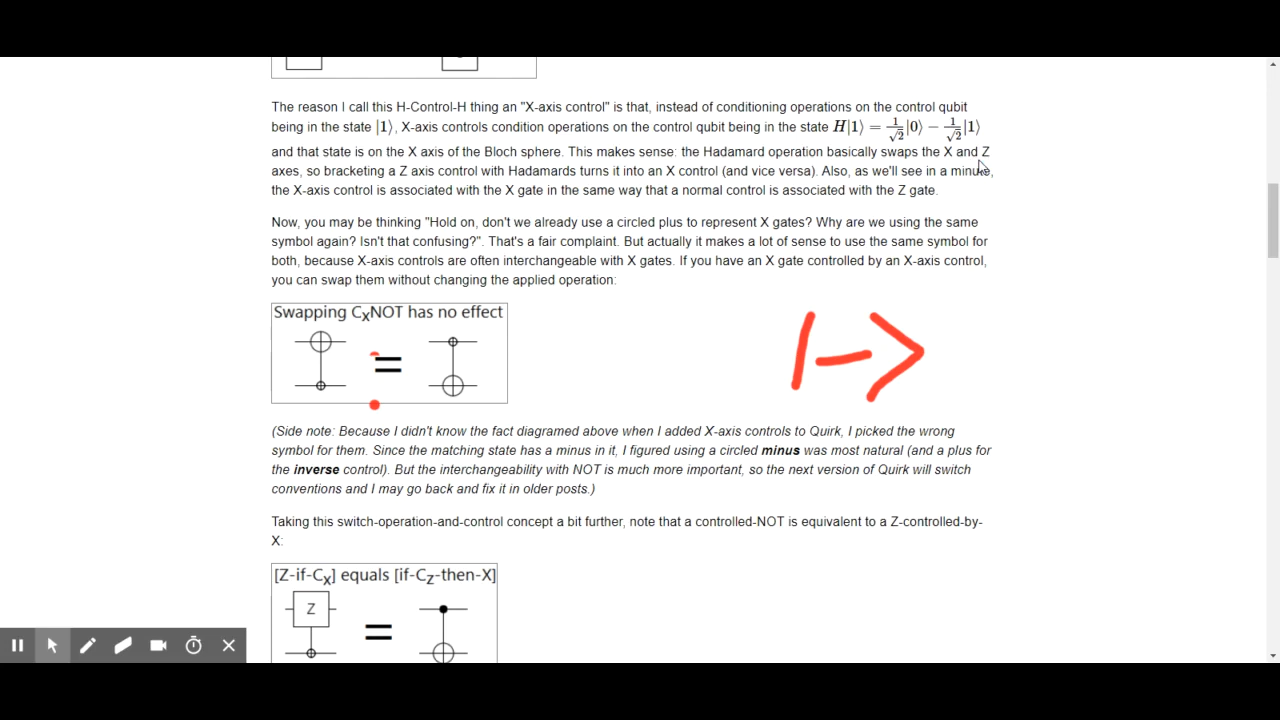 The reason I call this H-Control-H thing an "X-axis control" is that, instead of conditioning operations on the control qubit
being in the state |1⟩, X-axis controls condition operations on the control qubit being in the state H|1⟩ = 1/√2|0⟩ − 1/√2|1⟩
and that state is on the X axis of the Bloch sphere. This makes sense: the Hadamard operation basically swaps the X and Z
axes, so bracketing a Z axis control with Hadamards turns it into an X control (and vice versa). Also, as we'll see in a minute,
the X-axis control is associated with the X gate in the same way that a normal control is associated with the Z gate.
Now, you may be thinking "Hold on, don't we already use a circled plus to represent X gates? Why are we using the same
symbol again? Isn't that confusing?". That's a fair complaint. But actually it makes a lot of sense to use the same symbol for
both, because X-axis controls are often interchangeable with X gates. If you have an X gate controlled by an X-axis control,
you can swap them without changing the applied operation:
Swapping CxNOT has no effect
=
|->
(Side note: Because I didn't know the fact diagramed above when I added X-axis controls to Quirk, I picked the wrong
symbol for them. Since the matching state has a minus in it, I figured using a circled minus was most natural (and a plus for
the inverse control). But the interchangeability with NOT is much more important, so the next version of Quirk will switch
conventions and I may go back and fix it in older posts.)
Taking this switch-operation-and-control concept a bit further, note that a controlled-NOT is equivalent to a Z-controlled-by-
X:
[Z-if-Cx] equals [if-Cz-then-X]
Z
=